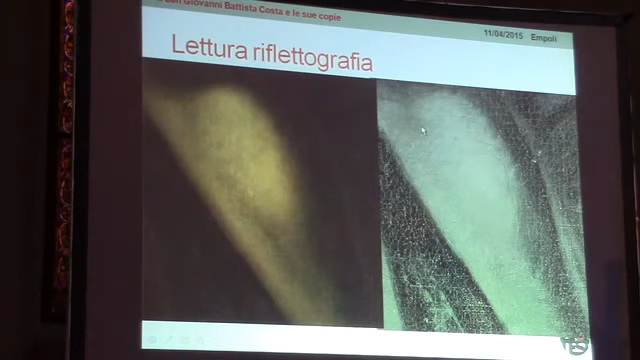 San Giovanni Battista Costa e le sue copie
11/04/2015 Empoli
Lettura riflettografia